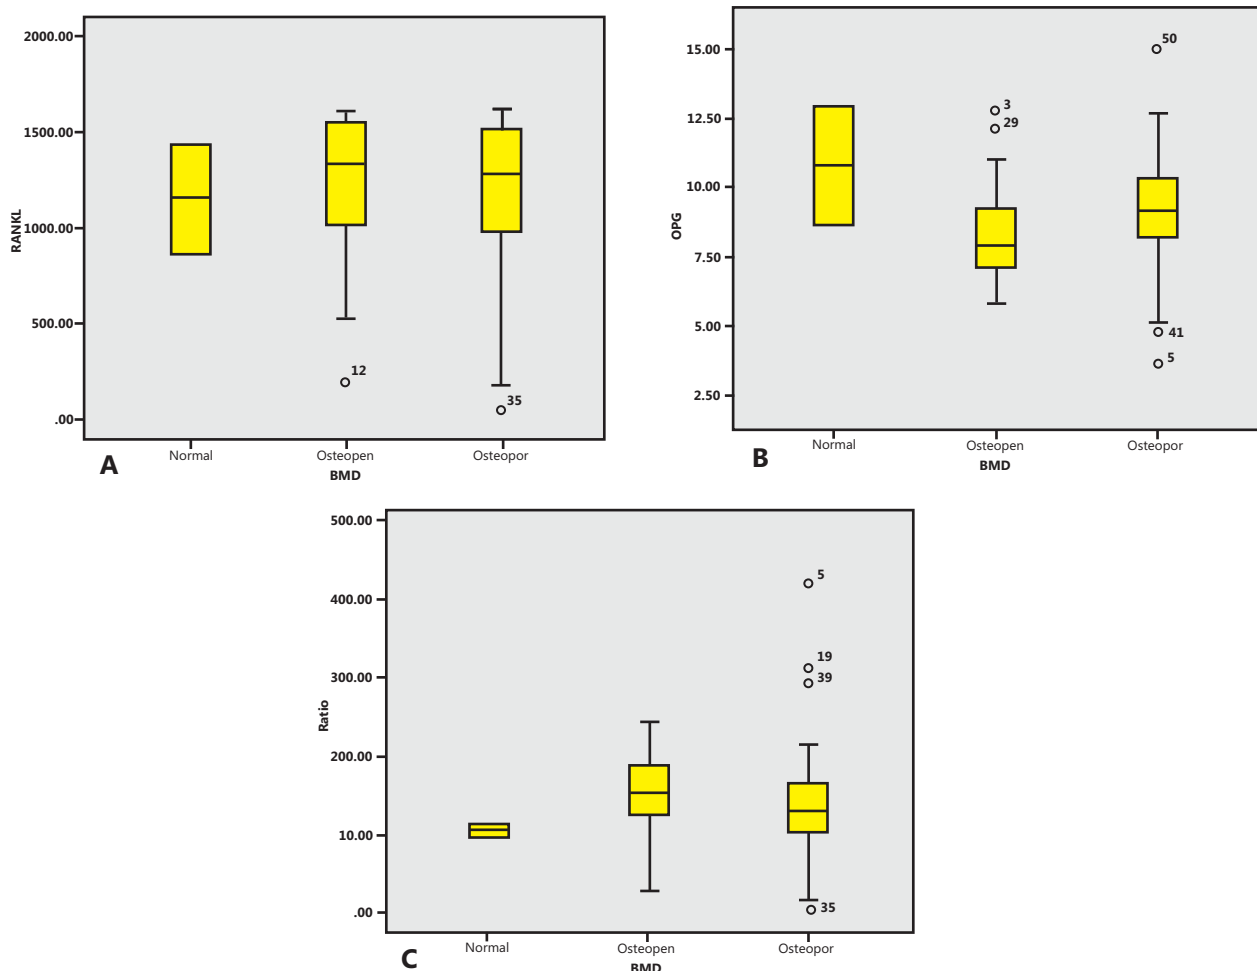 2000.00
1500.00
1000.00
500.00
.00
RANKL
12
35
Normal
Osteopen
Osteopor
BMD
A
15.00
12.50
10.00
7.50
5.00
2.50
OPG
50
3
29
41
5
Normal
Osteopen
Osteopor
BMD
B
500.00
400.00
300.00
200.00
10.00
.00
Ratio
5
19
39
35
Normal
Osteopen
Osteopor
BMD
C